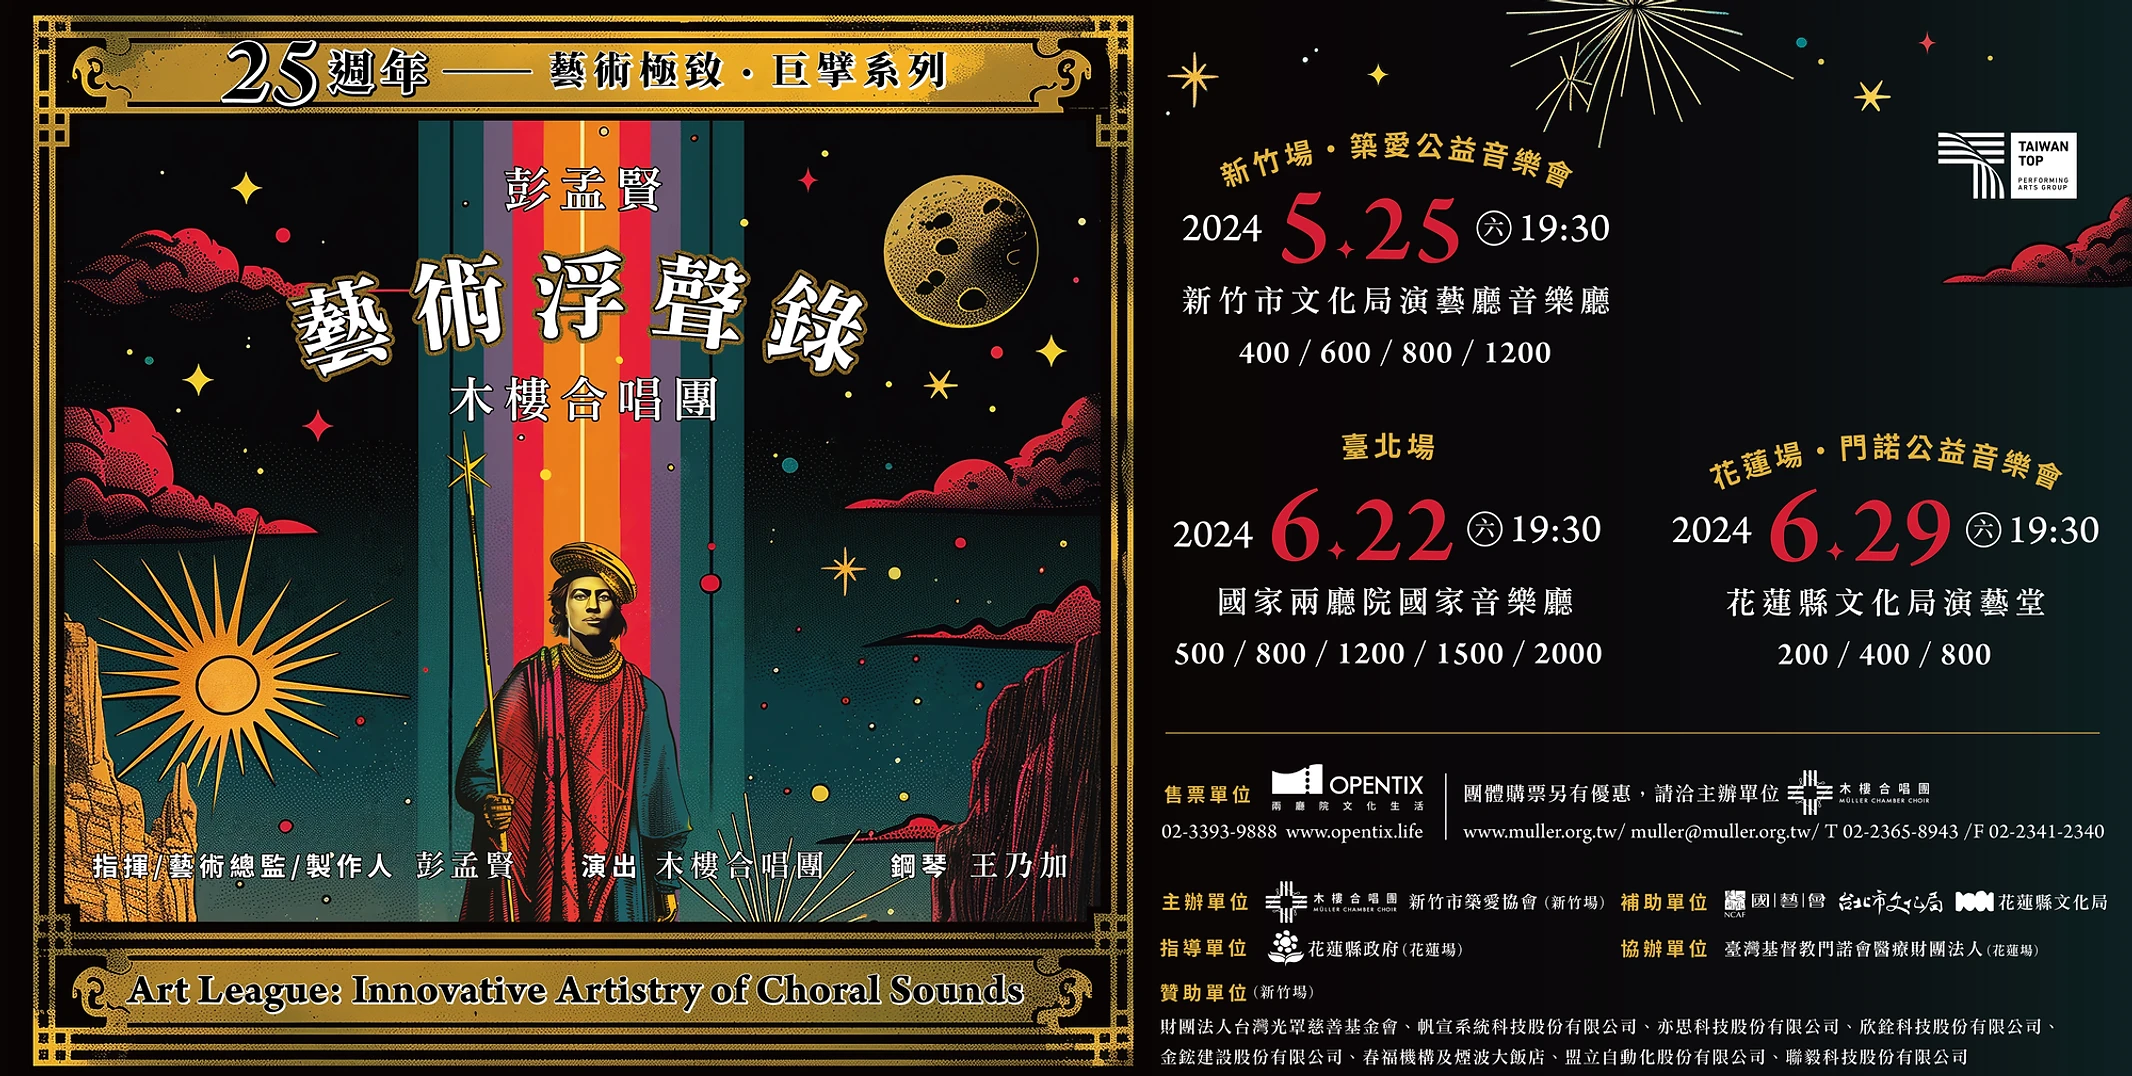 25週年——藝術極致・巨擘系列
彭孟賢
藝術浮聲錄
木樓合唱團
指揮/藝術總監/製作人 彭孟賢 演出 木樓合唱團 鋼琴 王乃加
Art League: Innovative Artistry of Choral Sounds
TAIWAN
TOP
PERFORMING
ARTS GROUP
新竹場・築愛公益音樂會
2024 5.25 六 19:30
新竹市文化局演藝廳音樂廳
400 / 600 / 800 / 1200
臺北場
2024 6.22 六 19:30
國家兩廳院國家音樂廳
500 / 800 / 1200 / 1500 / 2000
花蓮場・門諾公益音樂會
2024 6.29 六 19:30
花蓮縣文化局演藝堂
200 / 400 / 800
售票單位 OPENTIX
兩廳院文化生活
02-3393-9888 www.opentix.life
團體購票另有優惠，請洽主辦單位 木樓合唱團
MÜLLER CHAMBER CHOIR
www.muller.org.tw/ muller@muller.org.tw/ T 02-2365-8943 /F 02-2341-2340
主辦單位 木樓合唱團 MÜLLER CHAMBER CHOIR 新竹市築愛協會（新竹場）
補助單位 NCAF 國|藝|會 台北市文化局 花蓮縣文化局
指導單位 花蓮縣政府（花蓮場）
協辦單位 臺灣基督教門諾會醫療財團法人（花蓮場）
贊助單位（新竹場）
財團法人台灣光罩慈善基金會、帆宣系統科技股份有限公司、亦思科技股份有限公司、欣銓科技股份有限公司、
金鋐建設股份有限公司、春福機構及煙波大飯店、盟立自動化股份有限公司、聯毅科技股份有限公司